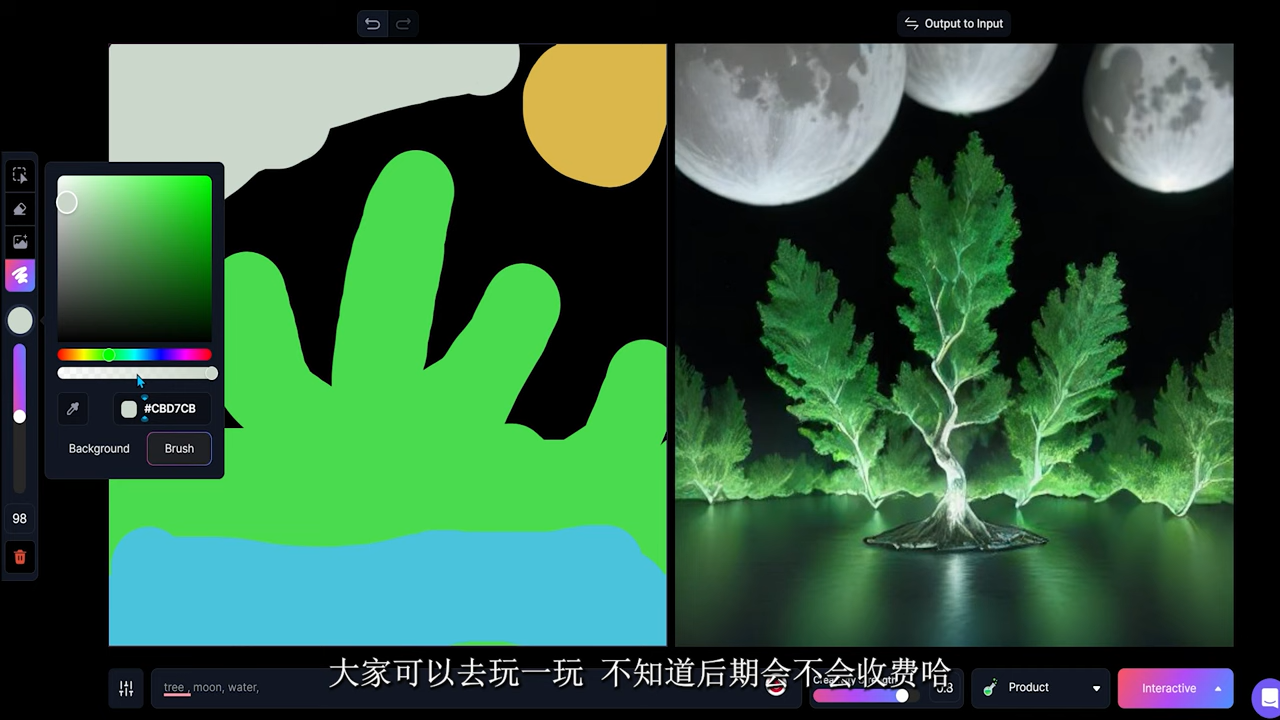 Output to Input
#CBD7CB
Background
Brush
98
tree , moon, water,
大家可以去玩一玩 不知道后期会不会收费哈
Product
Interactive